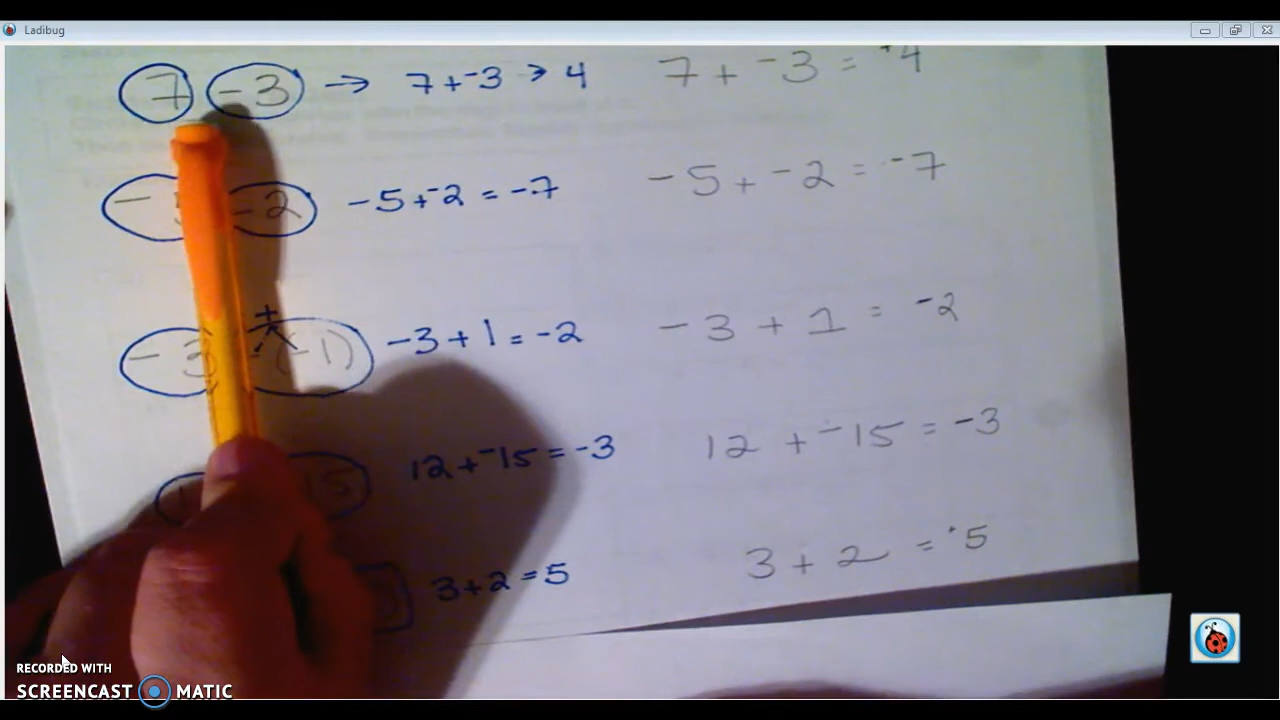 Ladibug
7 -3 → 7 + -3 → 4 7 + -3 = +4
- -2 -5 + -2 = -7 -5 + -2 = -7
+
-3 -(-1) -3 + 1 = -2 -3 + 1 = -2
15 12 + -15 = -3 12 + -15 = -3
3 + 2 = 5 3 + 2 = +5
RECORDED WITH
SCREENCAST MATIC